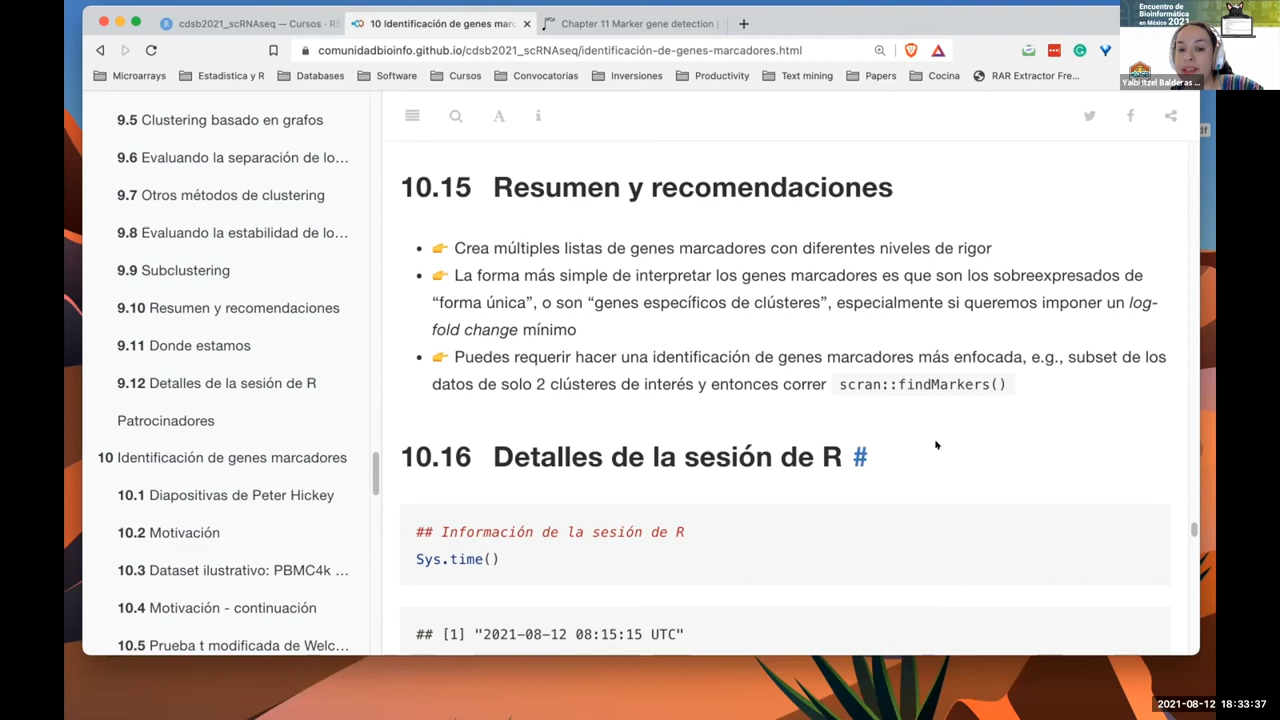 cdsb2021_scRNAseq — Cursos · RS
10 Identificación de genes marc
Chapter 11 Marker gene detection |
comunidadbioinfo.github.io/cdsb2021_scRNAseq/identificación-de-genes-marcadores.html
Microarrays
Estadistica y R
Databases
Software
Cursos
Convocatorias
Inversiones
Productivity
Text mining
Papers
Cocina
RAR Extractor Fre...
Encuentro de
Bioinformática
en México 2021
Yalbi Itzel Balderas ...
9.5 Clustering basado en grafos
9.6 Evaluando la separación de lo...
9.7 Otros métodos de clustering
9.8 Evaluando la estabilidad de lo...
9.9 Subclustering
9.10 Resumen y recomendaciones
9.11 Donde estamos
9.12 Detalles de la sesión de R
Patrocinadores
10 Identificación de genes marcadores
10.1 Diapositivas de Peter Hickey
10.2 Motivación
10.3 Dataset ilustrativo: PBMC4k ...
10.4 Motivación - continuación
10.5 Prueba t modificada de Welc...
10.15 Resumen y recomendaciones
• 👉 Crea múltiples listas de genes marcadores con diferentes niveles de rigor
• 👉 La forma más simple de interpretar los genes marcadores es que son los sobreexpresados de
“forma única”, o son “genes específicos de clústeres”, especialmente si queremos imponer un log-
fold change mínimo
• 👉 Puedes requerir hacer una identificación de genes marcadores más enfocada, e.g., subset de los
datos de solo 2 clústeres de interés y entonces correr scran::findMarkers()
10.16 Detalles de la sesión de R #
## Información de la sesión de R
Sys.time()
## [1] "2021-08-12 08:15:15 UTC"
2021-08-12 18:33:37